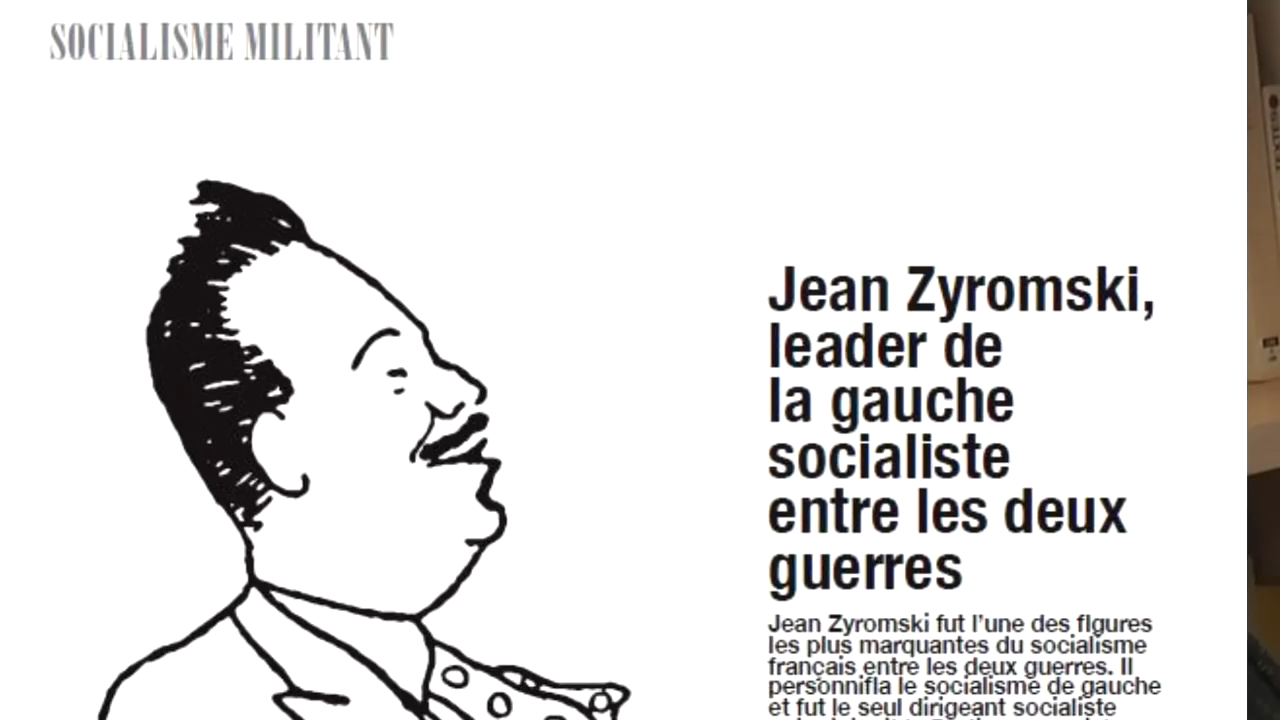 SOCIALISME MILITANT
Jean Zyromski,
leader de
la gauche
socialiste
entre les deux
guerres
Jean Zyromski fut l’une des figures
les plus marquantes du socialisme
français entre les deux guerres. Il
personnifia le socialisme de gauche
et fut le seul dirigeant socialiste